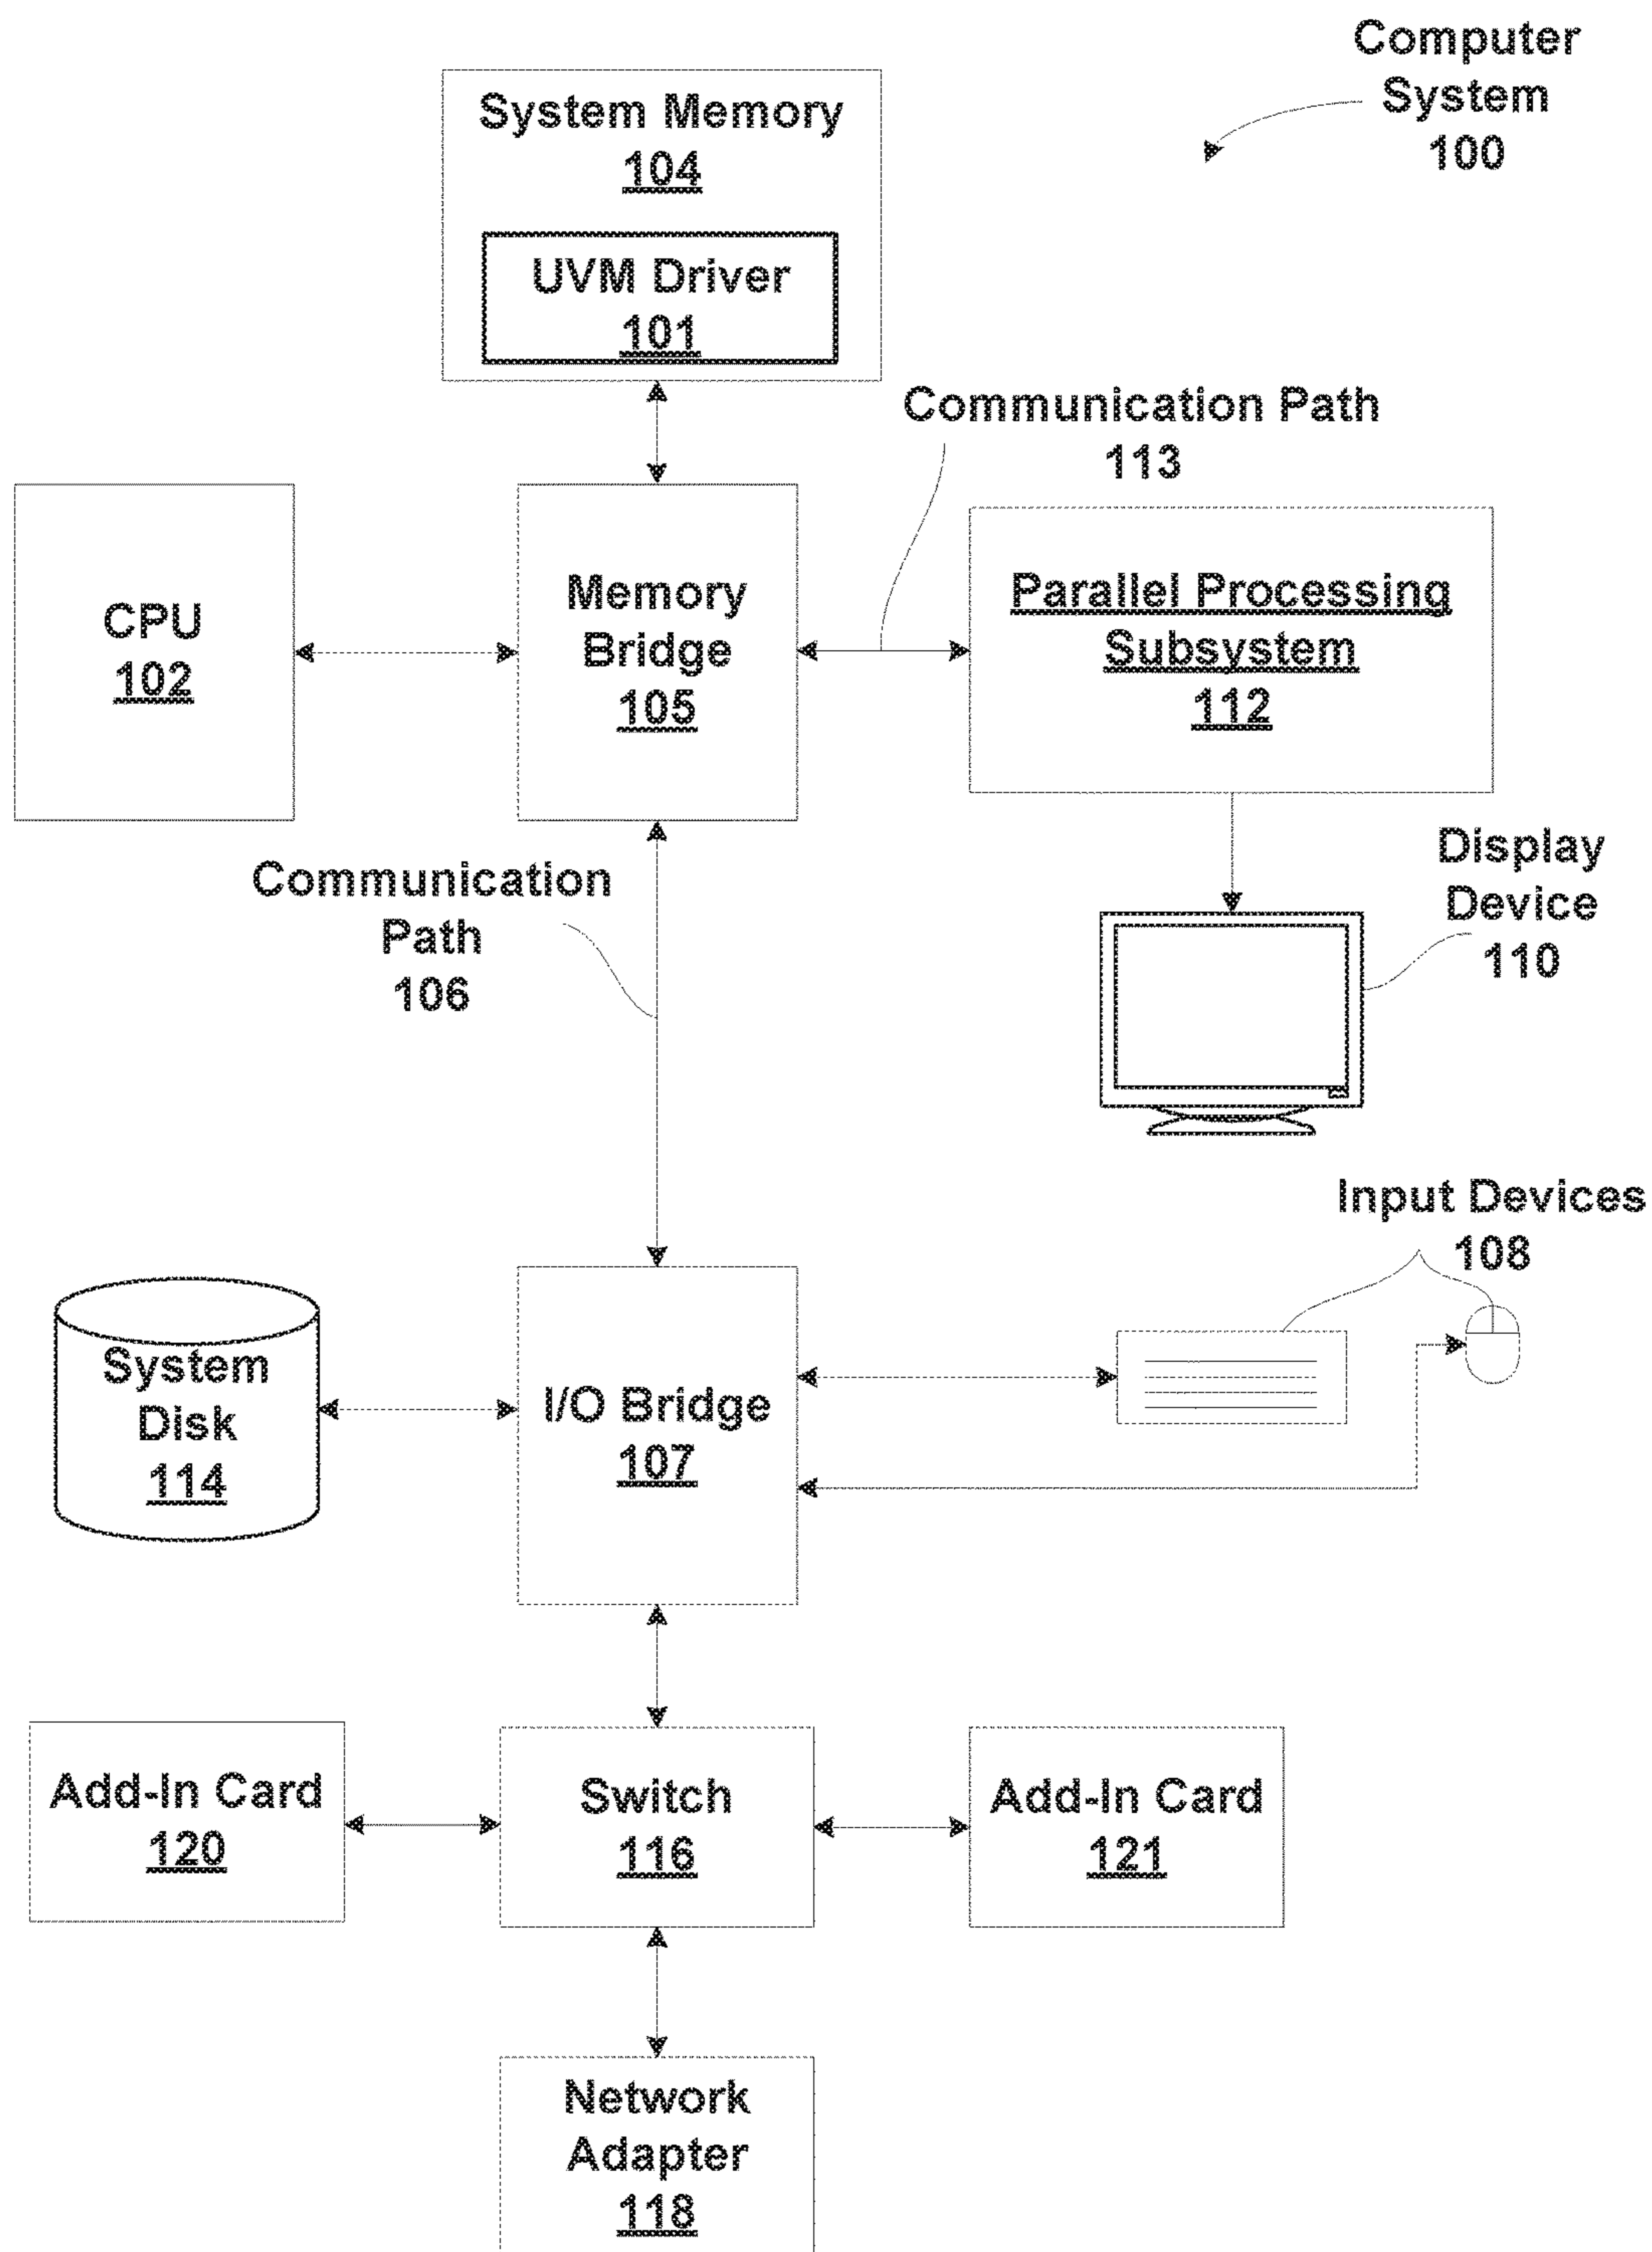 Computer
System
100
System Memory
104
UVM Driver
101
Communication Path
113
CPU
102
Memory
Bridge
105
Parallel Processing
Subsystem
112
Communication
Path
106
Display
Device
110
Input Devices
108
System
Disk
114
I/O Bridge
107
Add-In Card
120
Switch
116
Add-In Card
121
Network
Adapter
118